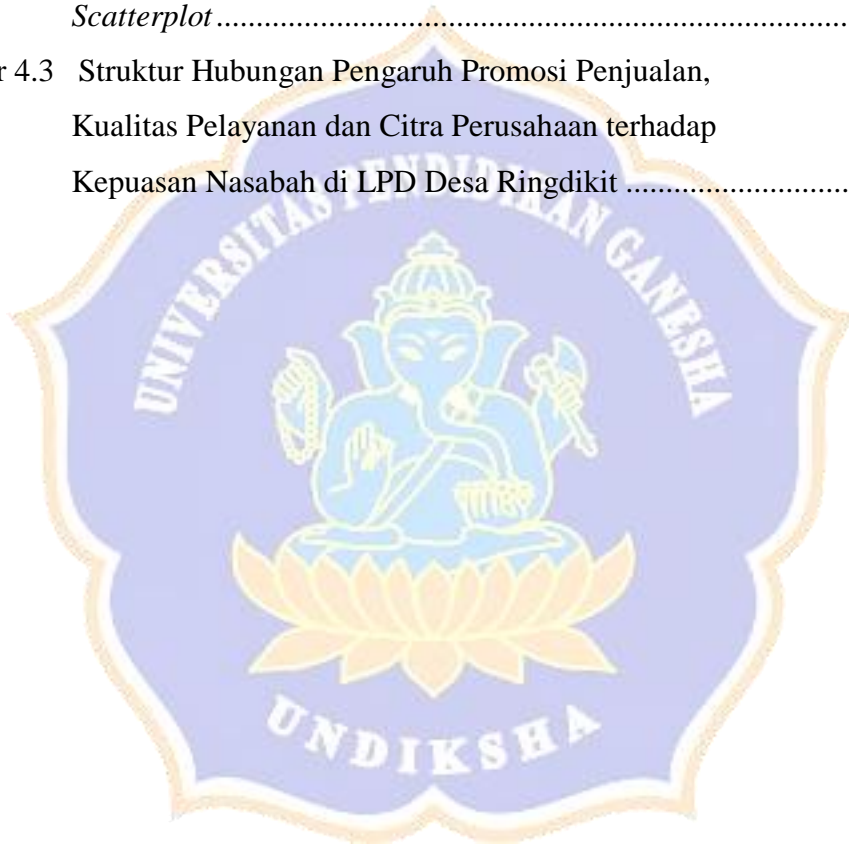 Scatterplot ................................................................................
r 4.3 Struktur Hubungan Pengaruh Promosi Penjualan,
Kualitas Pelayanan dan Citra Perusahaan terhadap
Kepuasan Nasabah di LPD Desa Ringdikit ............................
UNIVERSITAS PENDIDIKAN GANESHA
UNDIKSHA